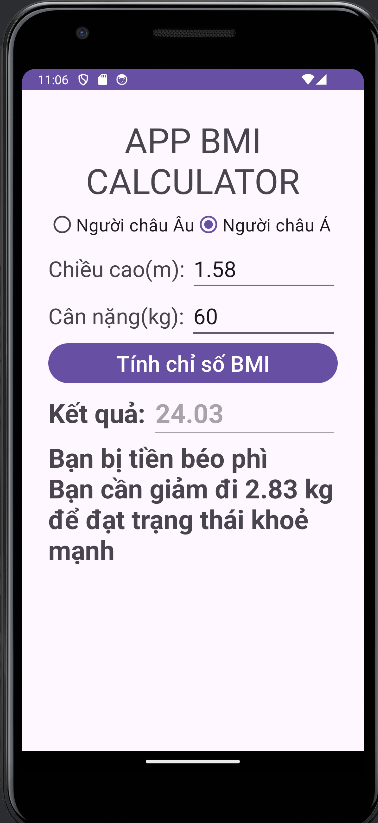 11:06
APP BMI
CALCULATOR
Người châu Âu Người châu Á
Chiều cao(m): 1.58
Cân nặng(kg): 60
Tính chỉ số BMI
Kết quả: 24.03
Bạn bị tiền béo phì
Bạn cần giảm đi 2.83 kg
để đạt trạng thái khoẻ
mạnh